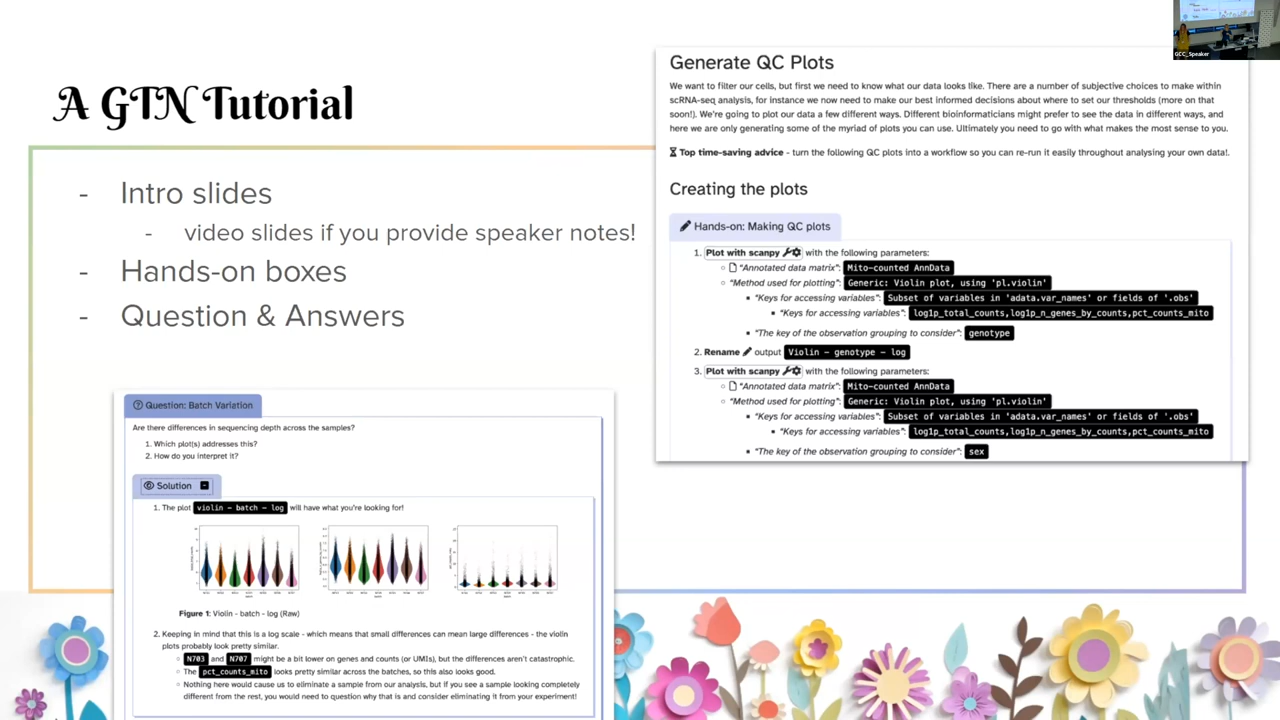 GCC_Speaker
A GTN Tutorial
- Intro slides
- video slides if you provide speaker notes!
- Hands-on boxes
- Question & Answers
Generate QC Plots
We want to filter our cells, but first we need to know what our data looks like. There are a number of subjective choices to make within
scRNA-seq analysis, for instance we now need to make our best informed decisions about where to set our thresholds (more on that
soon!). We're going to plot our data a few different ways. Different bioinformaticians might prefer to see the data in different ways, and
here we are only generating some of the myriad of plots you can use. Ultimately you need to go with what makes the most sense to you.
Top time-saving advice - turn the following QC plots into a workflow so you can re-run it easily throughout analysing your own data!.
Creating the plots
Hands-on: Making QC plots
1. Plot with scanpy with the following parameters:
"Annotated data matrix": Mito-counted AnnData
"Method used for plotting": Generic: Violin plot, using 'pl.violin'
"Keys for accessing variables": Subset of variables in 'adata.var_names' or fields of '.obs'
"Keys for accessing variables": log1p_total_counts,log1p_n_genes_by_counts,pct_counts_mito
"The key of the observation grouping to consider": genotype
2. Rename output Violin - genotype - log
3. Plot with scanpy with the following parameters:
"Annotated data matrix": Mito-counted AnnData
"Method used for plotting": Generic: Violin plot, using 'pl.violin'
"Keys for accessing variables": Subset of variables in 'adata.var_names' or fields of '.obs'
"Keys for accessing variables": log1p_total_counts,log1p_n_genes_by_counts,pct_counts_mito
"The key of the observation grouping to consider": sex
Question: Batch Variation
Are there differences in sequencing depth across the samples?
1. Which plot(s) addresses this?
2. How do you interpret it?
Solution
1. The plot violin - batch - log will have what you're looking for!
Figure 1: Violin - batch - log (Raw)
2. Keeping in mind that this is a log scale - which means that small differences can mean large differences - the violin
plots probably look pretty similar.
N703 and N707 might be a bit lower on genes and counts (or UMIs), but the differences aren't catastrophic.
The pct_counts_mito looks pretty similar across the batches, so this also looks good.
Nothing here would cause us to eliminate a sample from our analysis, but if you see a sample looking completely
different from the rest, you would need to question why that is and consider eliminating it from your experiment!